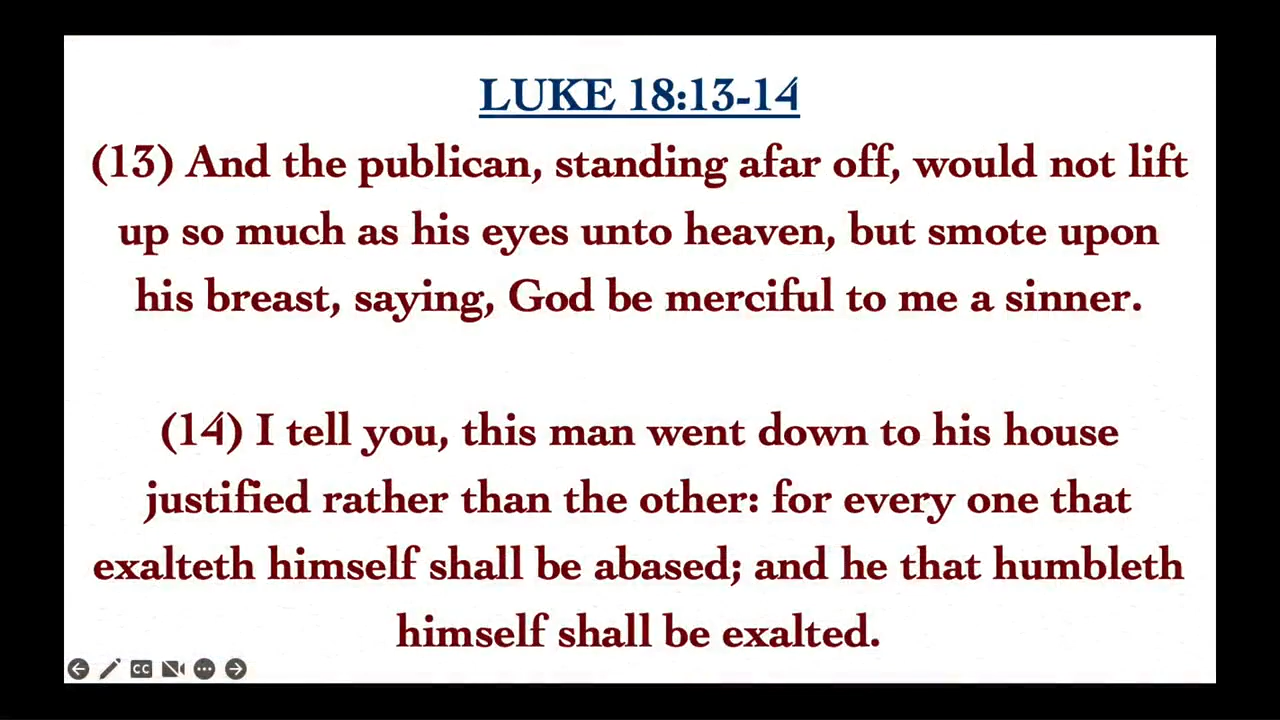 LUKE 18:13-14
(13) And the publican, standing afar off, would not lift
up so much as his eyes unto heaven, but smote upon
his breast, saying, God be merciful to me a sinner.
(14) I tell you, this man went down to his house
justified rather than the other: for every one that
exalteth himself shall be abased; and he that humbleth
himself shall be exalted.
CC